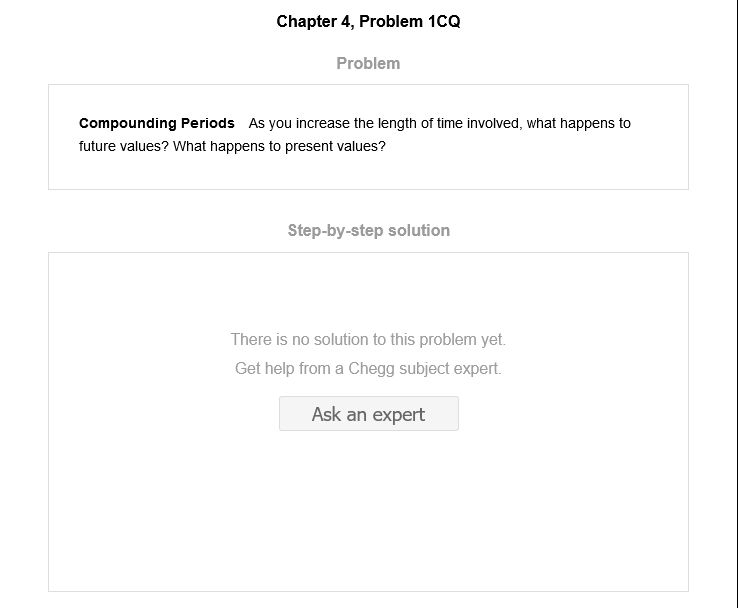 Chapter 4, Problem 1CQ
Problem
Compounding Periods As you increase the length of time involved, what happens to
future values? What happens to present values?
Step-by-step solution
There is no solution to this problem yet.
Get help from a Chegg subject expert.
Ask an expert